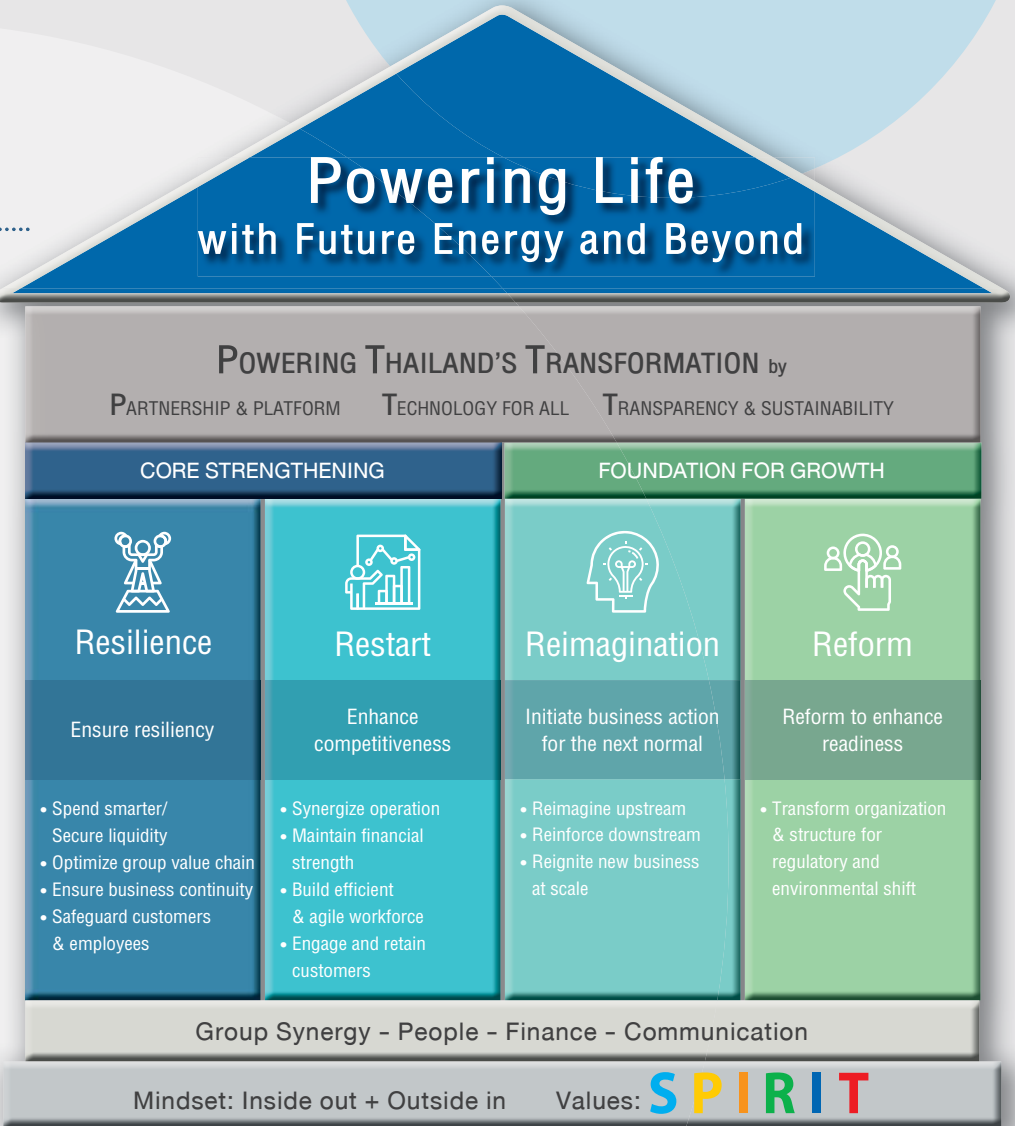 Powering Life
with Future Energy and Beyond
POWERING THAILAND'S TRANSFORMATION by
PARTNERSHIP & PLATFORM TECHNOLOGY FOR ALL TRANSPARENCY & SUSTAINABILITY
CORE STRENGTHENING
FOUNDATION FOR GROWTH
Resilience
Ensure resiliency
• Spend smarter/
Secure liquidity
• Optimize group value chain
• Ensure business continuity
• Safeguard customers
& employees
Restart
Enhance
competitiveness
• Synergize operation
• Maintain financial
strength
• Build efficient
& agile workforce
• Engage and retain
customers
Reimagination
Initiate business action
for the next normal
• Reimagine upstream
• Reinforce downstream
• Reignite new business
at scale
Reform
Reform to enhance
readiness
• Transform organization
& structure for
regulatory and
environmental shift
Group Synergy - People - Finance - Communication
Mindset: Inside out + Outside in Values: SPIRIT